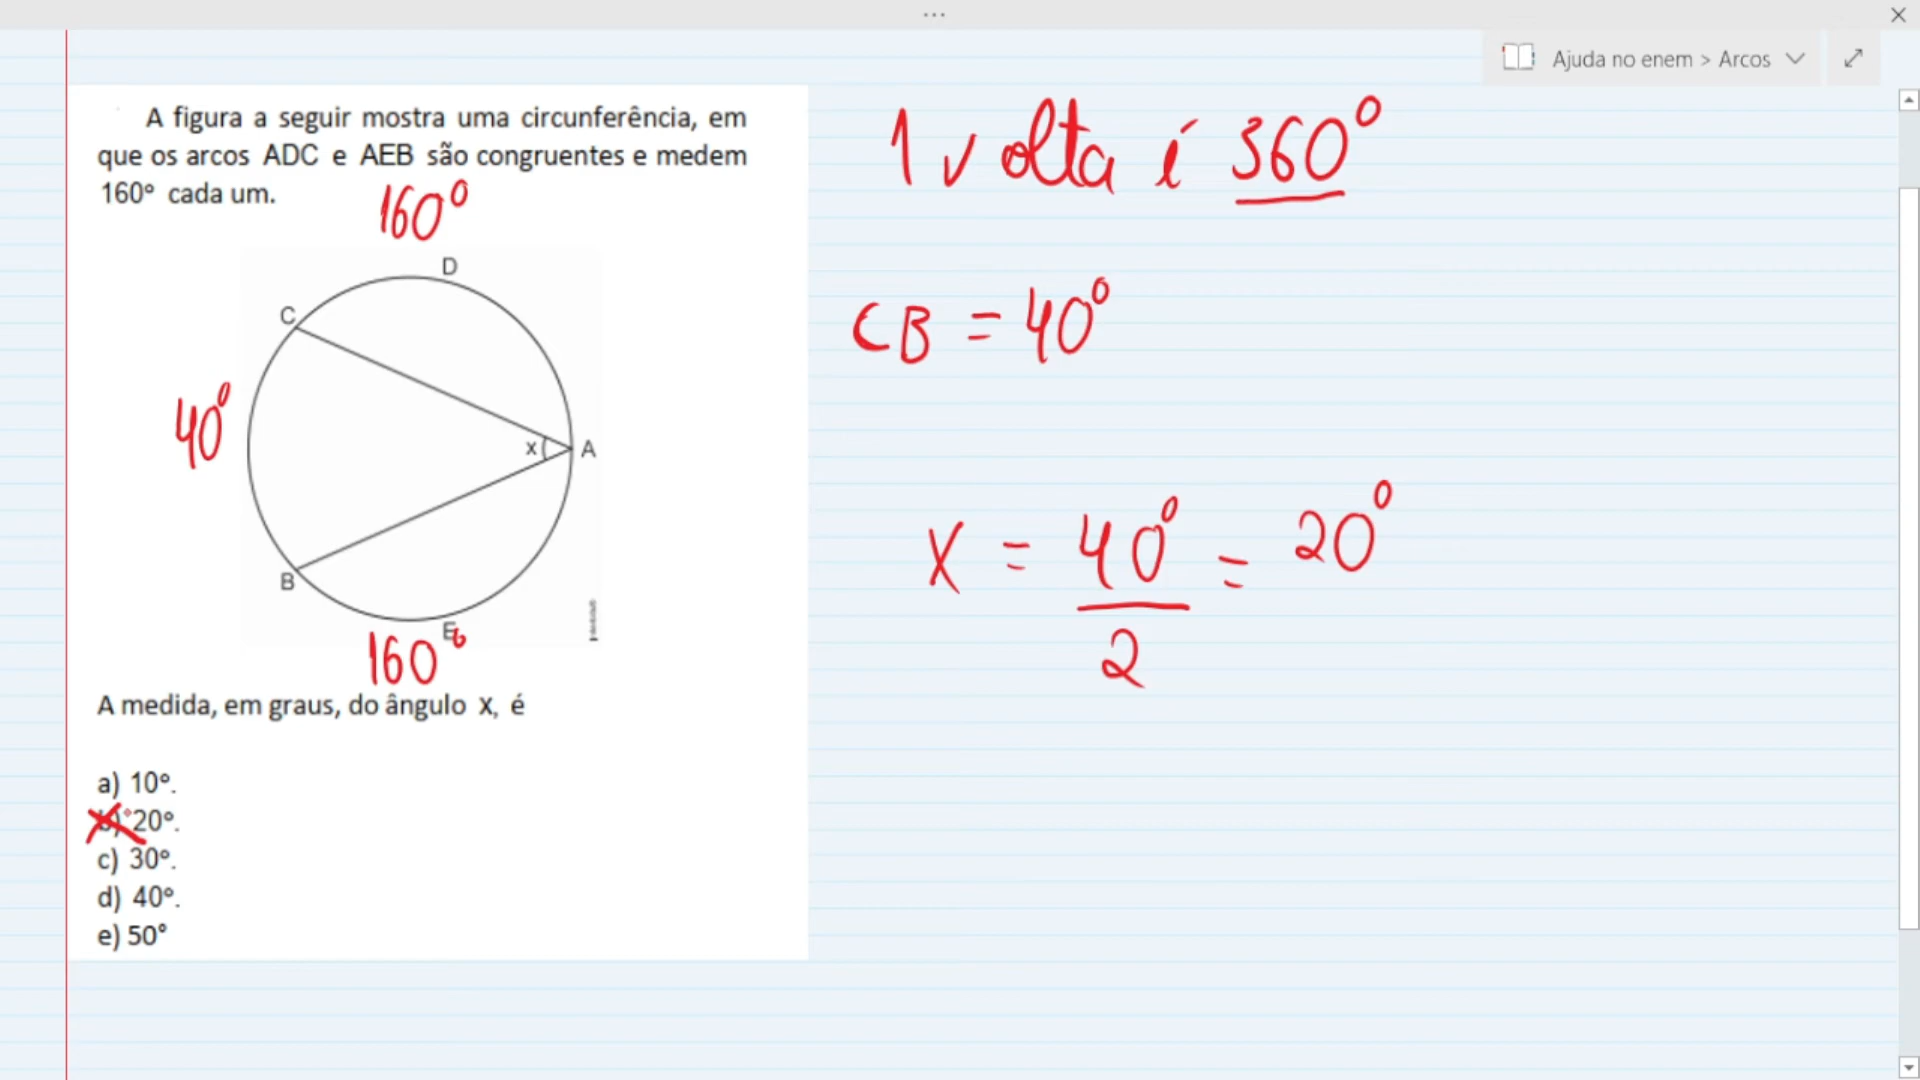 Ajuda no enem > Arcos
A figura a seguir mostra uma circunferência, em
que os arcos ADC e AEB são congruentes e medem
160° cada um.
160°
D
C
40°
x
A
B
E
160°
A medida, em graus, do ângulo x, é
a) 10°.
b) 20°.
c) 30°.
d) 40°.
e) 50°
1 volta é 360°
CB = 40°
X = 40°/2 = 20°